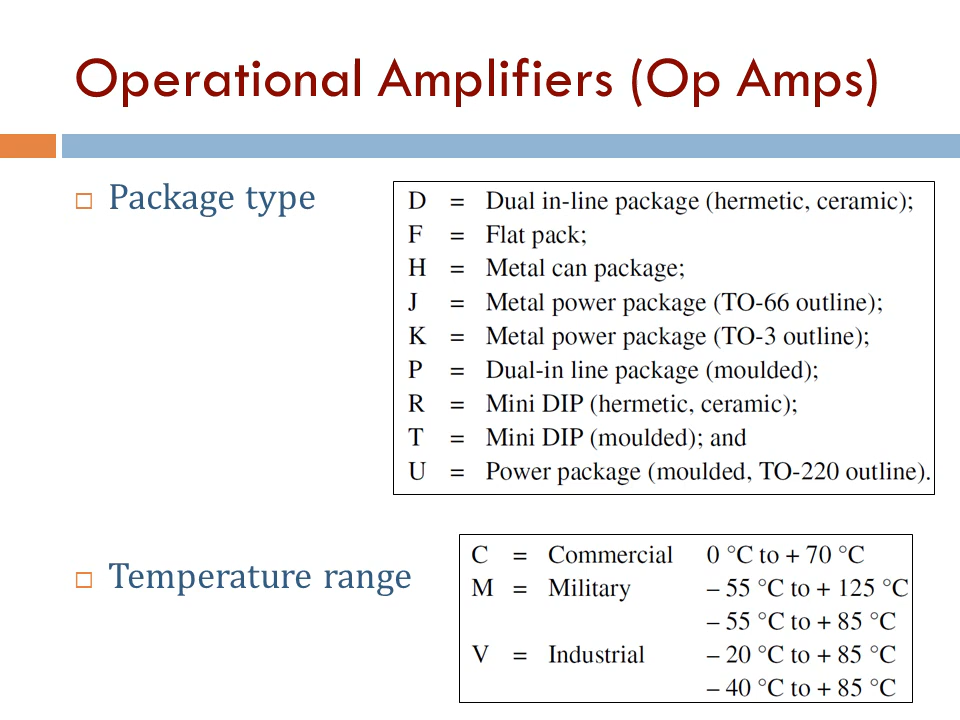 Operational Amplifiers (Op Amps)
Package type
D = Dual in-line package (hermetic, ceramic);
F = Flat pack;
H = Metal can package;
J = Metal power package (TO-66 outline);
K = Metal power package (TO-3 outline);
P = Dual-in line package (moulded);
R = Mini DIP (hermetic, ceramic);
T = Mini DIP (moulded); and
U = Power package (moulded, TO-220 outline).
Temperature range
C = Commercial 0 °C to + 70 °C
M = Military – 55 °C to + 125 °C
– 55 °C to + 85 °C
V = Industrial – 20 °C to + 85 °C
– 40 °C to + 85 °C